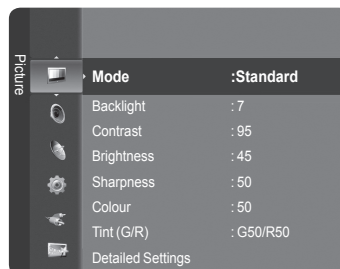 Picture
Mode :Standard
Backlight : 7
Contrast : 95
Brightness : 45
Sharpness : 50
Colour : 50
Tint (G/R) : G50/R50
Detailed Settings